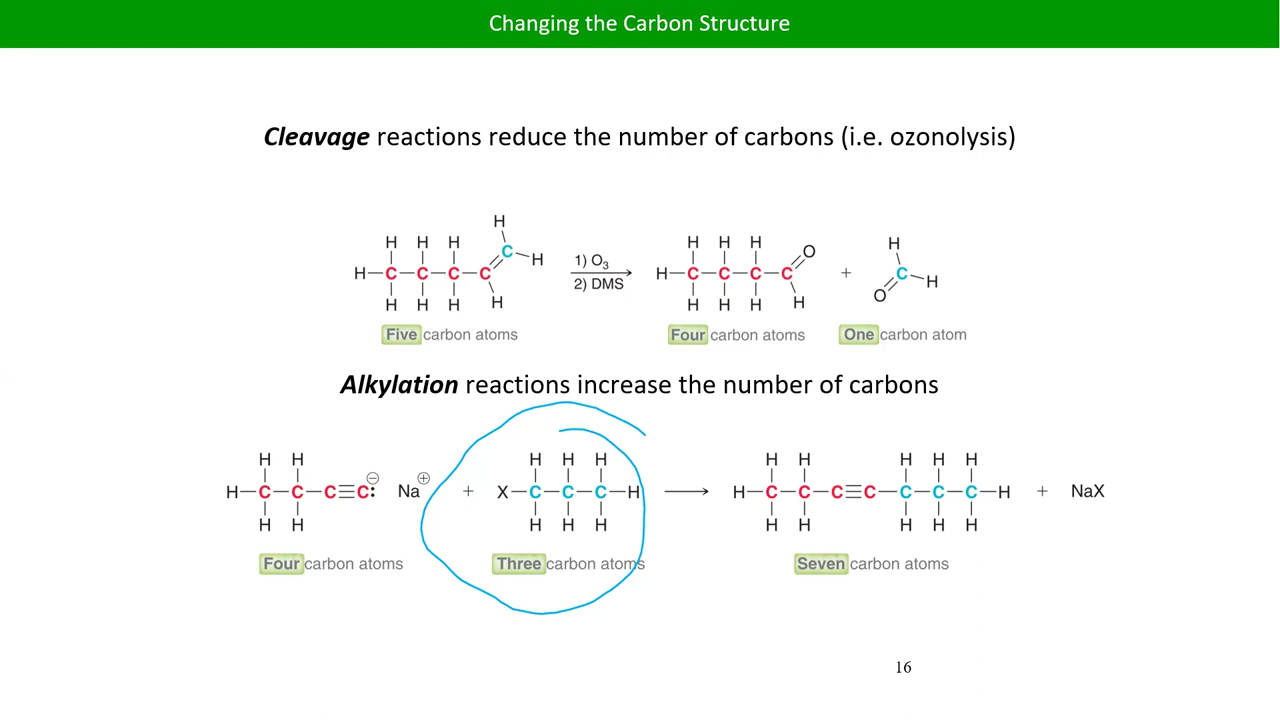 Changing the Carbon Structure
Cleavage reactions reduce the number of carbons (i.e. ozonolysis)
H
H H H C H H H H O H
H—C—C—C—C H 1) O₃ H—C—C—C—C + C H
2) DMS O
H H H H H H H H
Five carbon atoms Four carbon atoms One carbon atom
Alkylation reactions increase the number of carbons
H H H H H H H H H H
H—C—C—C≡C:⊖ Na⊕ + X—C—C—C—H ⟶ H—C—C—C≡C—C—C—C—H + NaX
H H H H H H H H H H
Four carbon atoms Three carbon atoms Seven carbon atoms
16